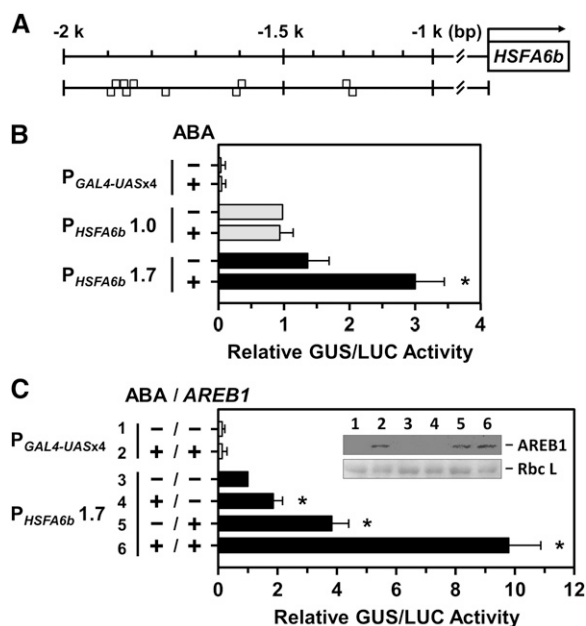 A
-2 k -1.5 k -1 k (bp)
HSFA6b
B
ABA
PGAL4-UASx4 −
+
PHSFA6b 1.0 −
+
PHSFA6b 1.7 −
+ *
0 1 2 3 4
Relative GUS/LUC Activity
C
ABA / AREB1
PGAL4-UASx4 1 − / −
2 + / +
PHSFA6b 1.7 3 − / −
4 + / − *
5 − / + *
6 + / + *
1 2 3 4 5 6
AREB1
Rbc L
0 2 4 6 8 10 12
Relative GUS/LUC Activity